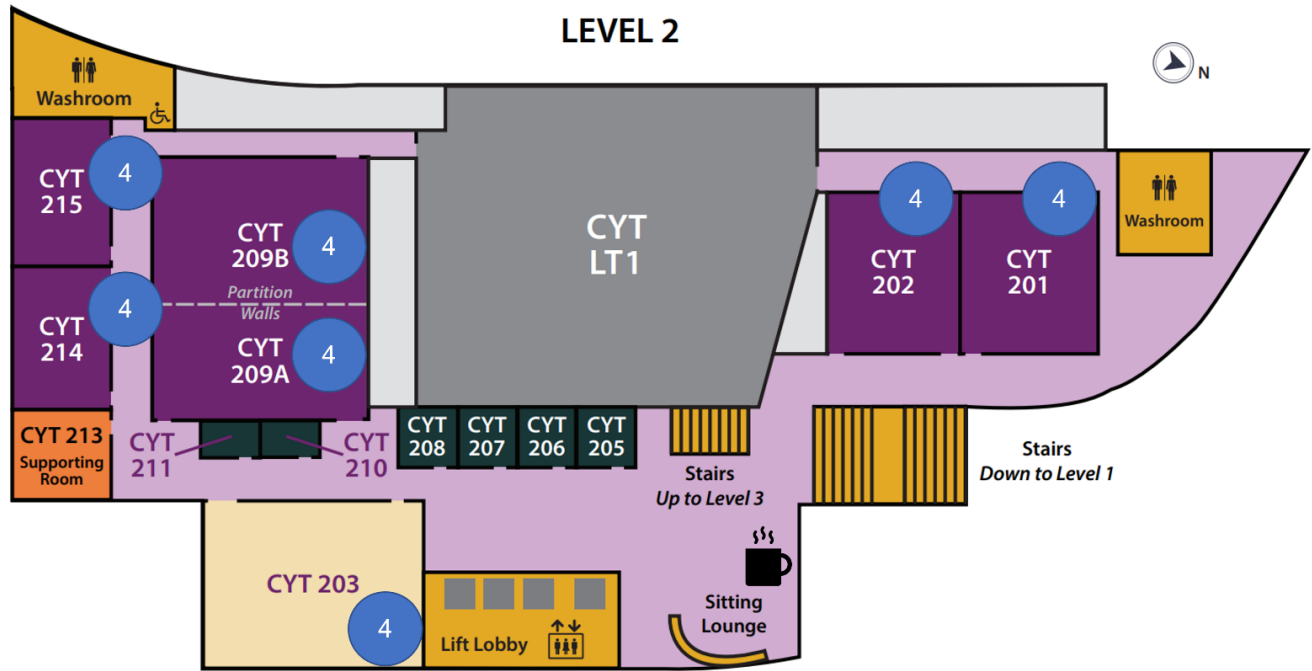 LEVEL 2
N
Washroom
CYT
215
4
CYT
209B
4
Partition
Walls
CYT
214
4
CYT
209A
4
CYT
LT1
4
4
CYT
202
CYT
201
Washroom
CYT 213
Supporting
Room
CYT
211
CYT
210
CYT
208
CYT
207
CYT
206
CYT
205
Stairs
Up to Level 3
Stairs
Down to Level 1
CYT 203
4
Lift Lobby
Sitting
Lounge